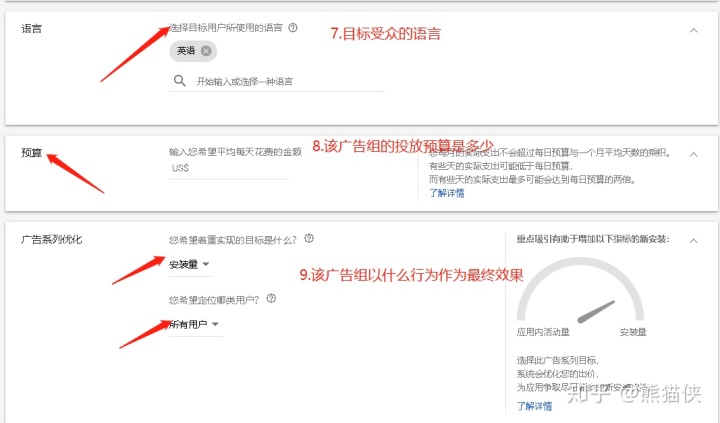 语言
选择目标用户所使用的语言
7.目标受众的语言
英语
开始输入或选择一种语言
预算
输入您希望平均每天花费的金额
8.该广告组的投放预算是多少
US$
您每月的实际支出不会超过每日预算与一个月平均天数的乘积。
有些天的实际支出可能低于每日预算，
而有些天的实际支出最多可能会达到每日预算的两倍。
了解详情
广告系列优化
您希望着重实现的目标是什么?
安装量
9.该广告组以什么行为作为最终效果
您希望定位哪类用户?
所有用户
重点吸引有助于增加以下指标的新安装:
应用内活动量
安装量
选择此广告系列目标，
系统会优化您的出价，
为应用争取尽可能多的新安装
了解详情
知乎 @熊猫侠